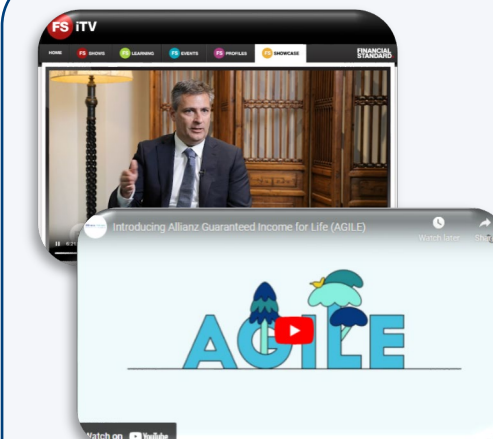 FS iTV
HOME FS SHOWS FS LEARNING FS EVENTS FS PROFILES FS SHOWCASE FINANCIAL
STANDARD
Introducing Allianz Guaranteed Income for Life (AGILE)
Watch later
AGILE
Watch on YouTube